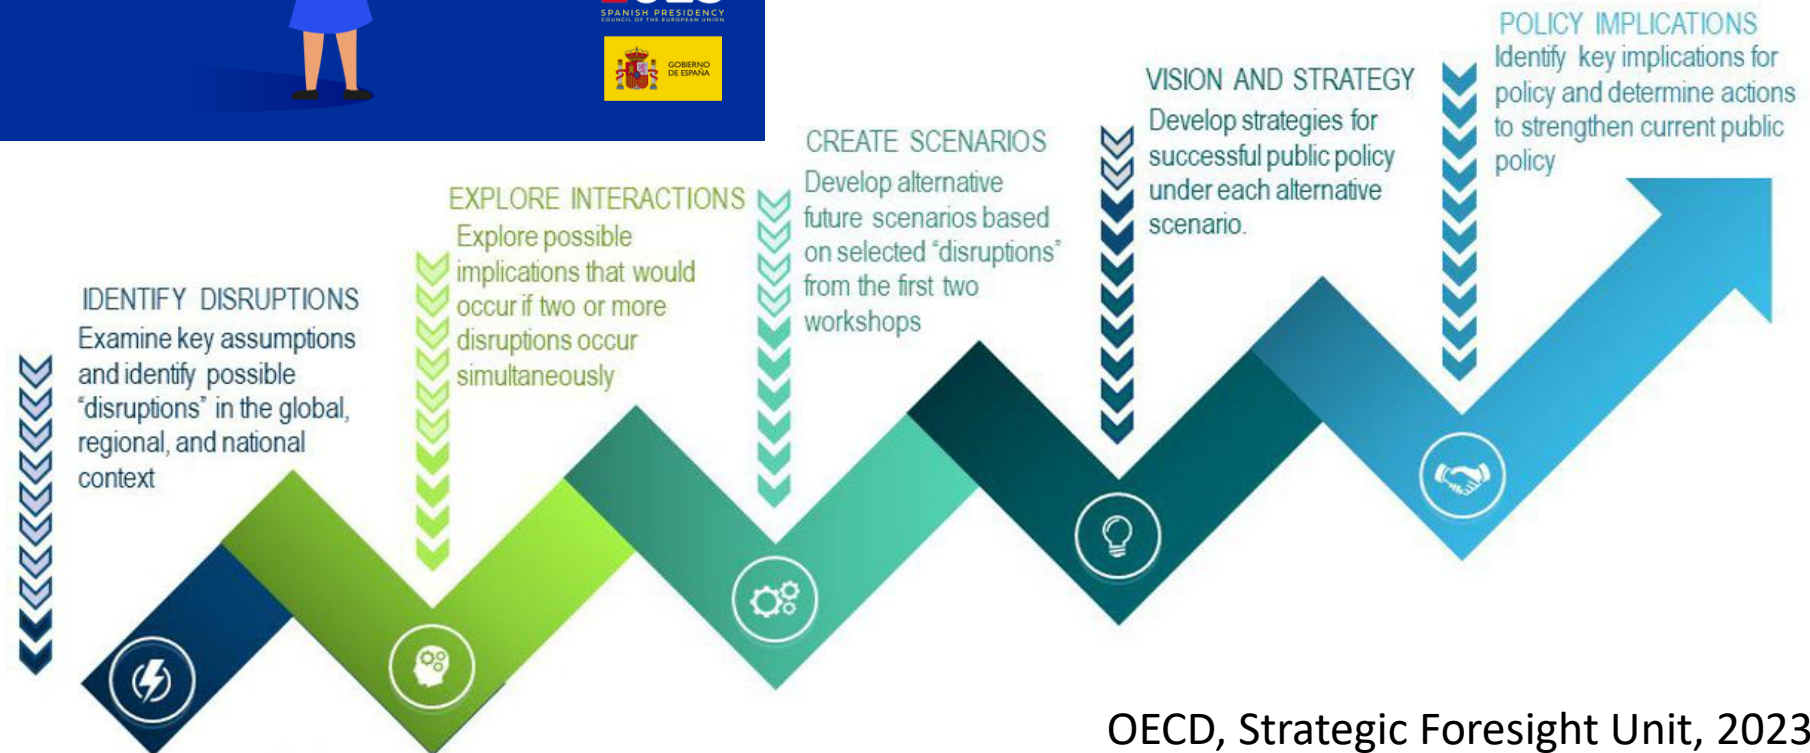 SPANISH PRESIDENCY
COUNCIL OF THE EUROPEAN UNION
GOBIERNO
DE ESPAÑA
IDENTIFY DISRUPTIONS
Examine key assumptions
and identify possible
“disruptions” in the global,
regional, and national
context
EXPLORE INTERACTIONS
Explore possible
implications that would
occur if two or more
disruptions occur
simultaneously
CREATE SCENARIOS
Develop alternative
future scenarios based
on selected “disruptions”
from the first two
workshops
VISION AND STRATEGY
Develop strategies for
successful public policy
under each alternative
scenario.
POLICY IMPLICATIONS
Identify key implications for
policy and determine actions
to strengthen current public
policy
OECD, Strategic Foresight Unit, 2023